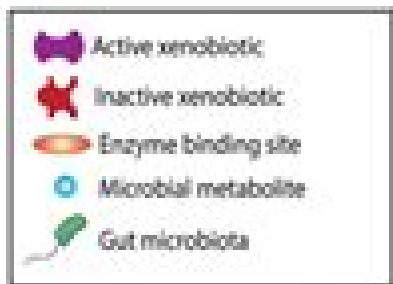 Active xenobiotic
Inactive xenobiotic
Enzyme binding site
Microbial metabolite
Gut microbiota